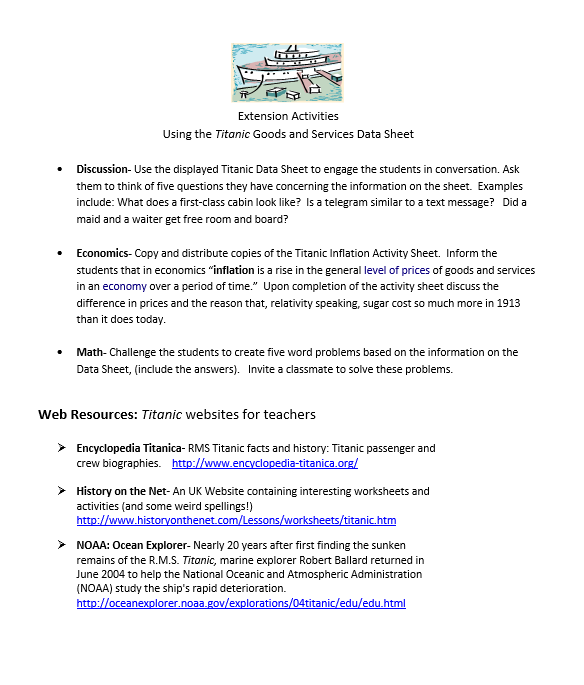 Extension Activities
Using the Titanic Goods and Services Data Sheet
• Discussion- Use the displayed Titanic Data Sheet to engage the students in conversation. Ask
them to think of five questions they have concerning the information on the sheet.  Examples
include: What does a first-class cabin look like?  Is a telegram similar to a text message?   Did a
maid and a waiter get free room and board?
• Economics- Copy and distribute copies of the Titanic Inflation Activity Sheet.  Inform the
students that in economics “inflation is a rise in the general level of prices of goods and services
in an economy over a period of time.”  Upon completion of the activity sheet discuss the
difference in prices and the reason that, relativity speaking, sugar cost so much more in 1913
than it does today.
• Math- Challenge the students to create five word problems based on the information on the
Data Sheet, (include the answers).   Invite a classmate to solve these problems.
Web Resources: Titanic websites for teachers
➢ Encyclopedia Titanica- RMS Titanic facts and history: Titanic passenger and
crew biographies.    http://www.encyclopedia-titanica.org/
➢ History on the Net- An UK Website containing interesting worksheets and
activities (and some weird spellings!)
http://www.historyonthenet.com/Lessons/worksheets/titanic.htm
➢ NOAA: Ocean Explorer- Nearly 20 years after first finding the sunken
remains of the R.M.S. Titanic, marine explorer Robert Ballard returned in
June 2004 to help the National Oceanic and Atmospheric Administration
(NOAA) study the ship's rapid deterioration.
http://oceanexplorer.noaa.gov/explorations/04titanic/edu/edu.html